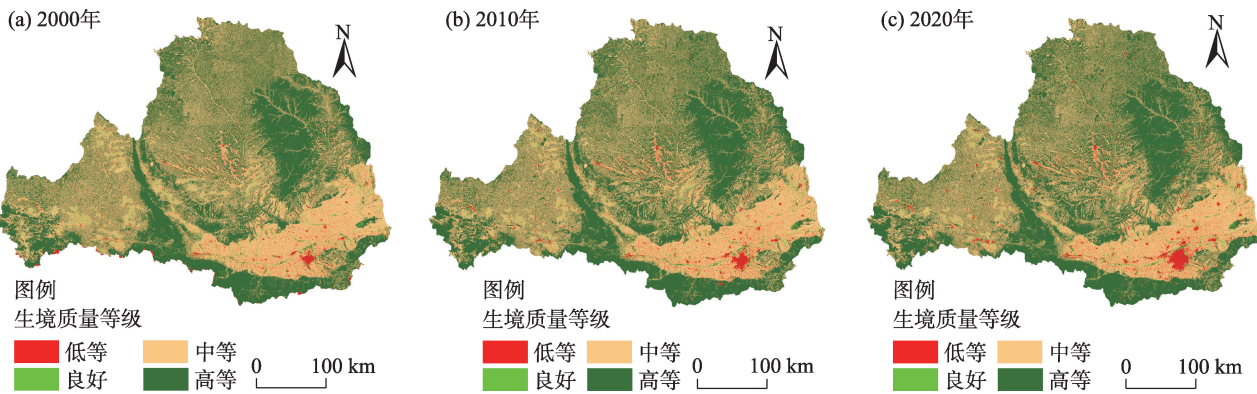 (a) 2000年
N
图例
生境质量等级
低等
中等
良好
高等
0
100 km
(b) 2010年
N
图例
生境质量等级
低等
中等
良好
高等
0
100 km
(c) 2020年
N
图例
生境质量等级
低等
中等
良好
高等
0
100 km